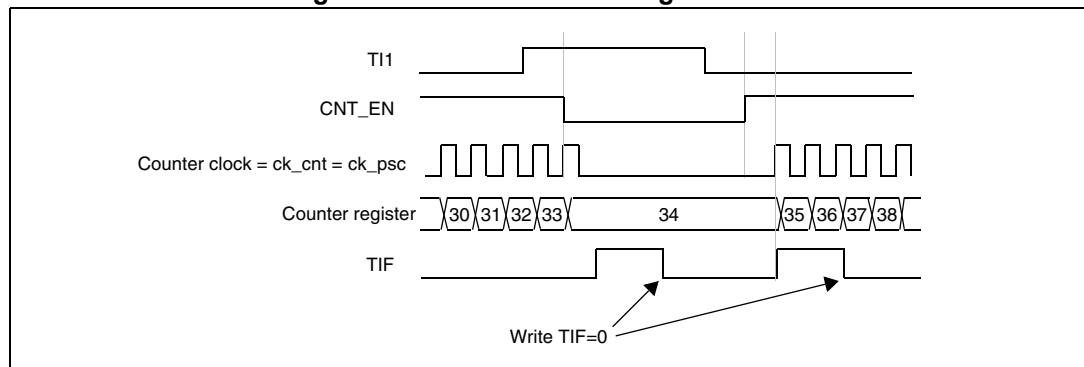 TI1
CNT_EN
Counter clock = ck_cnt = ck_psc
Counter register 30 31 32 33 34 35 36 37 38
TIF
Write TIF=0